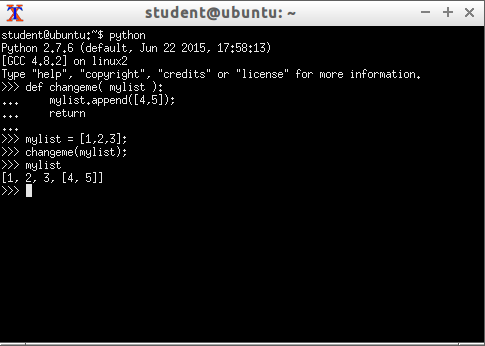 student@ubuntu: ~
student@ubuntu:~$ python
Python 2.7.6 (default, Jun 22 2015, 17:58:13)
[GCC 4.8.2] on linux2
Type "help", "copyright", "credits" or "license" for more information.
>>> def changeme( mylist ):
...     mylist.append([4,5]);
...     return
...
>>> mylist = [1,2,3];
>>> changeme(mylist);
>>> mylist
[1, 2, 3, [4, 5]]
>>>